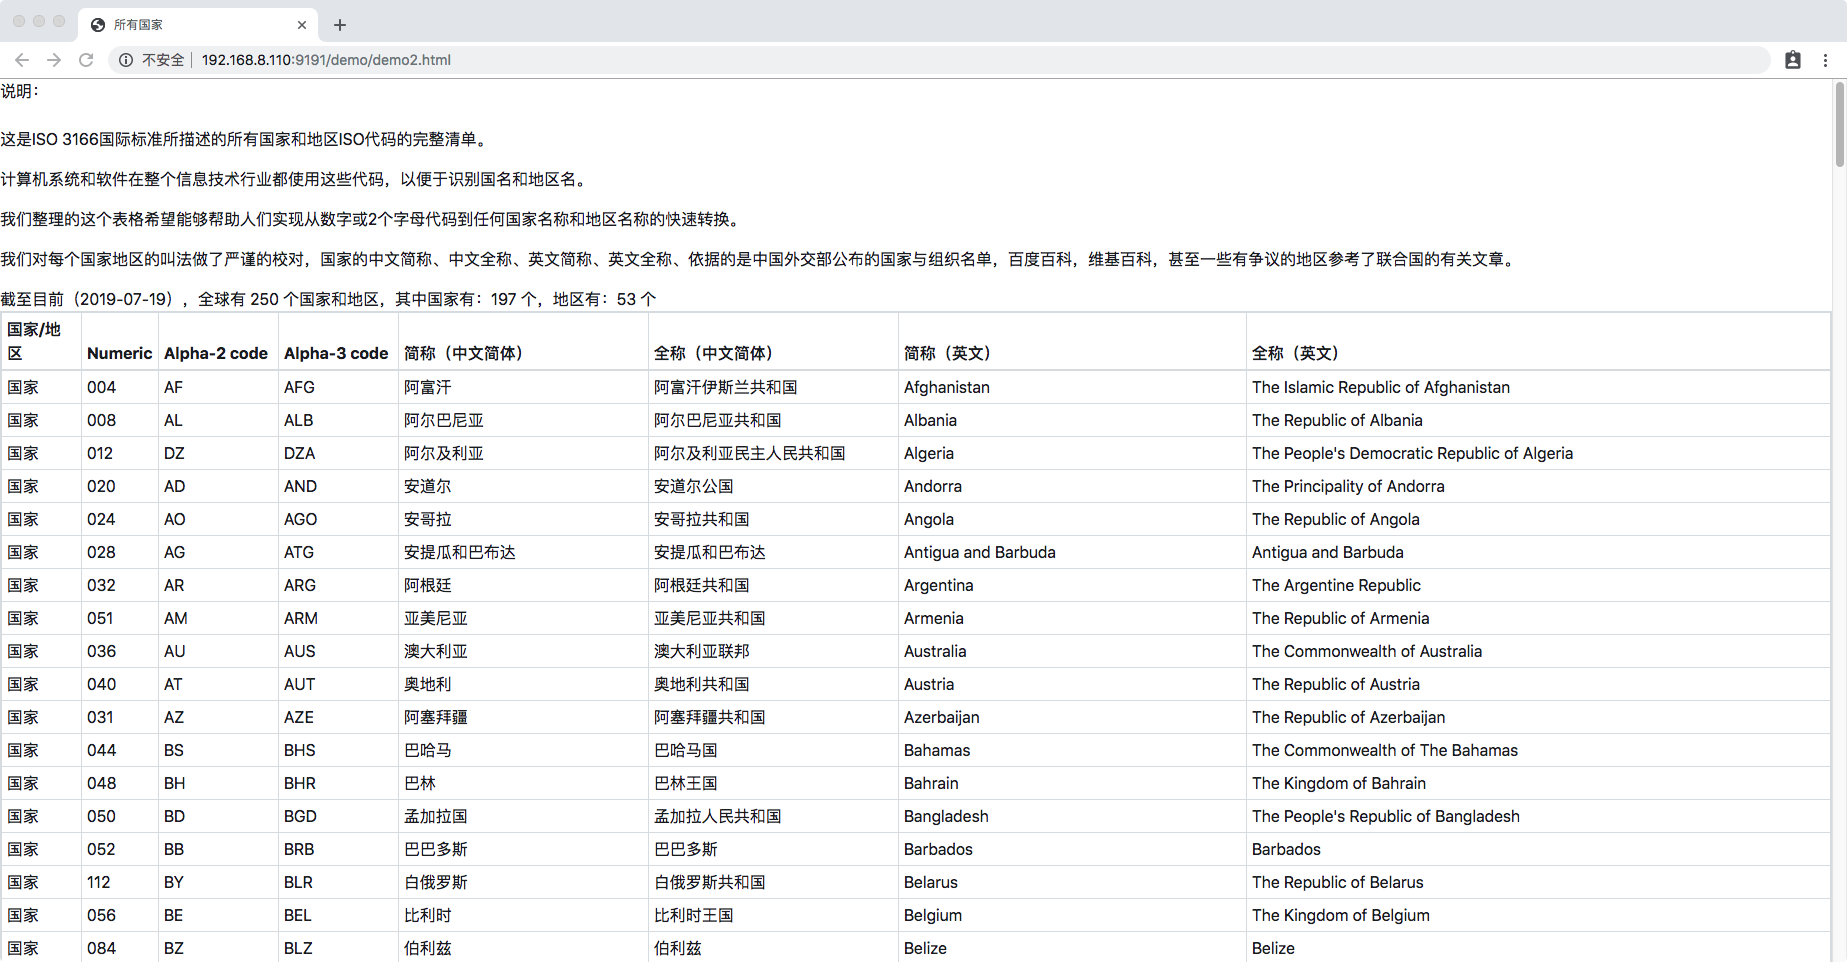 所有国家
不安全 192.168.8.110:9191/demo/demo2.html
说明：
这是ISO 3166国际标准所描述的所有国家和地区ISO代码的完整清单。
计算机系统和软件在整个信息技术行业都使用这些代码，以便于识别国名和地区名。
我们整理的这个表格希望能够帮助人们实现从数字或2个字母代码到任何国家名称和地区名称的快速转换。
我们对每个国家地区的叫法做了严谨的校对，国家的中文简称、中文全称、英文简称、英文全称、依据的是中国外交部公布的国家与组织名单，百度百科，维基百科，甚至一些有争议的地区参考了联合国的有关文章。
截至目前（2019-07-19），全球有 250 个国家和地区，其中国家有：197 个，地区有：53 个
国家/地区 Numeric Alpha-2 code Alpha-3 code 简称（中文简体） 全称（中文简体） 简称（英文） 全称（英文）
国家 004 AF AFG 阿富汗 阿富汗伊斯兰共和国 Afghanistan The Islamic Republic of Afghanistan
国家 008 AL ALB 阿尔巴尼亚 阿尔巴尼亚共和国 Albania The Republic of Albania
国家 012 DZ DZA 阿尔及利亚 阿尔及利亚民主人民共和国 Algeria The People's Democratic Republic of Algeria
国家 020 AD AND 安道尔 安道尔公国 Andorra The Principality of Andorra
国家 024 AO AGO 安哥拉 安哥拉共和国 Angola The Republic of Angola
国家 028 AG ATG 安提瓜和巴布达 安提瓜和巴布达 Antigua and Barbuda Antigua and Barbuda
国家 032 AR ARG 阿根廷 阿根廷共和国 Argentina The Argentine Republic
国家 051 AM ARM 亚美尼亚 亚美尼亚共和国 Armenia The Republic of Armenia
国家 036 AU AUS 澳大利亚 澳大利亚联邦 Australia The Commonwealth of Australia
国家 040 AT AUT 奥地利 奥地利共和国 Austria The Republic of Austria
国家 031 AZ AZE 阿塞拜疆 阿塞拜疆共和国 Azerbaijan The Republic of Azerbaijan
国家 044 BS BHS 巴哈马 巴哈马国 Bahamas The Commonwealth of The Bahamas
国家 048 BH BHR 巴林 巴林王国 Bahrain The Kingdom of Bahrain
国家 050 BD BGD 孟加拉国 孟加拉人民共和国 Bangladesh The People's Republic of Bangladesh
国家 052 BB BRB 巴巴多斯 巴巴多斯 Barbados Barbados
国家 112 BY BLR 白俄罗斯 白俄罗斯共和国 Belarus The Republic of Belarus
国家 056 BE BEL 比利时 比利时王国 Belgium The Kingdom of Belgium
国家 084 BZ BLZ 伯利兹 伯利兹 Belize Belize